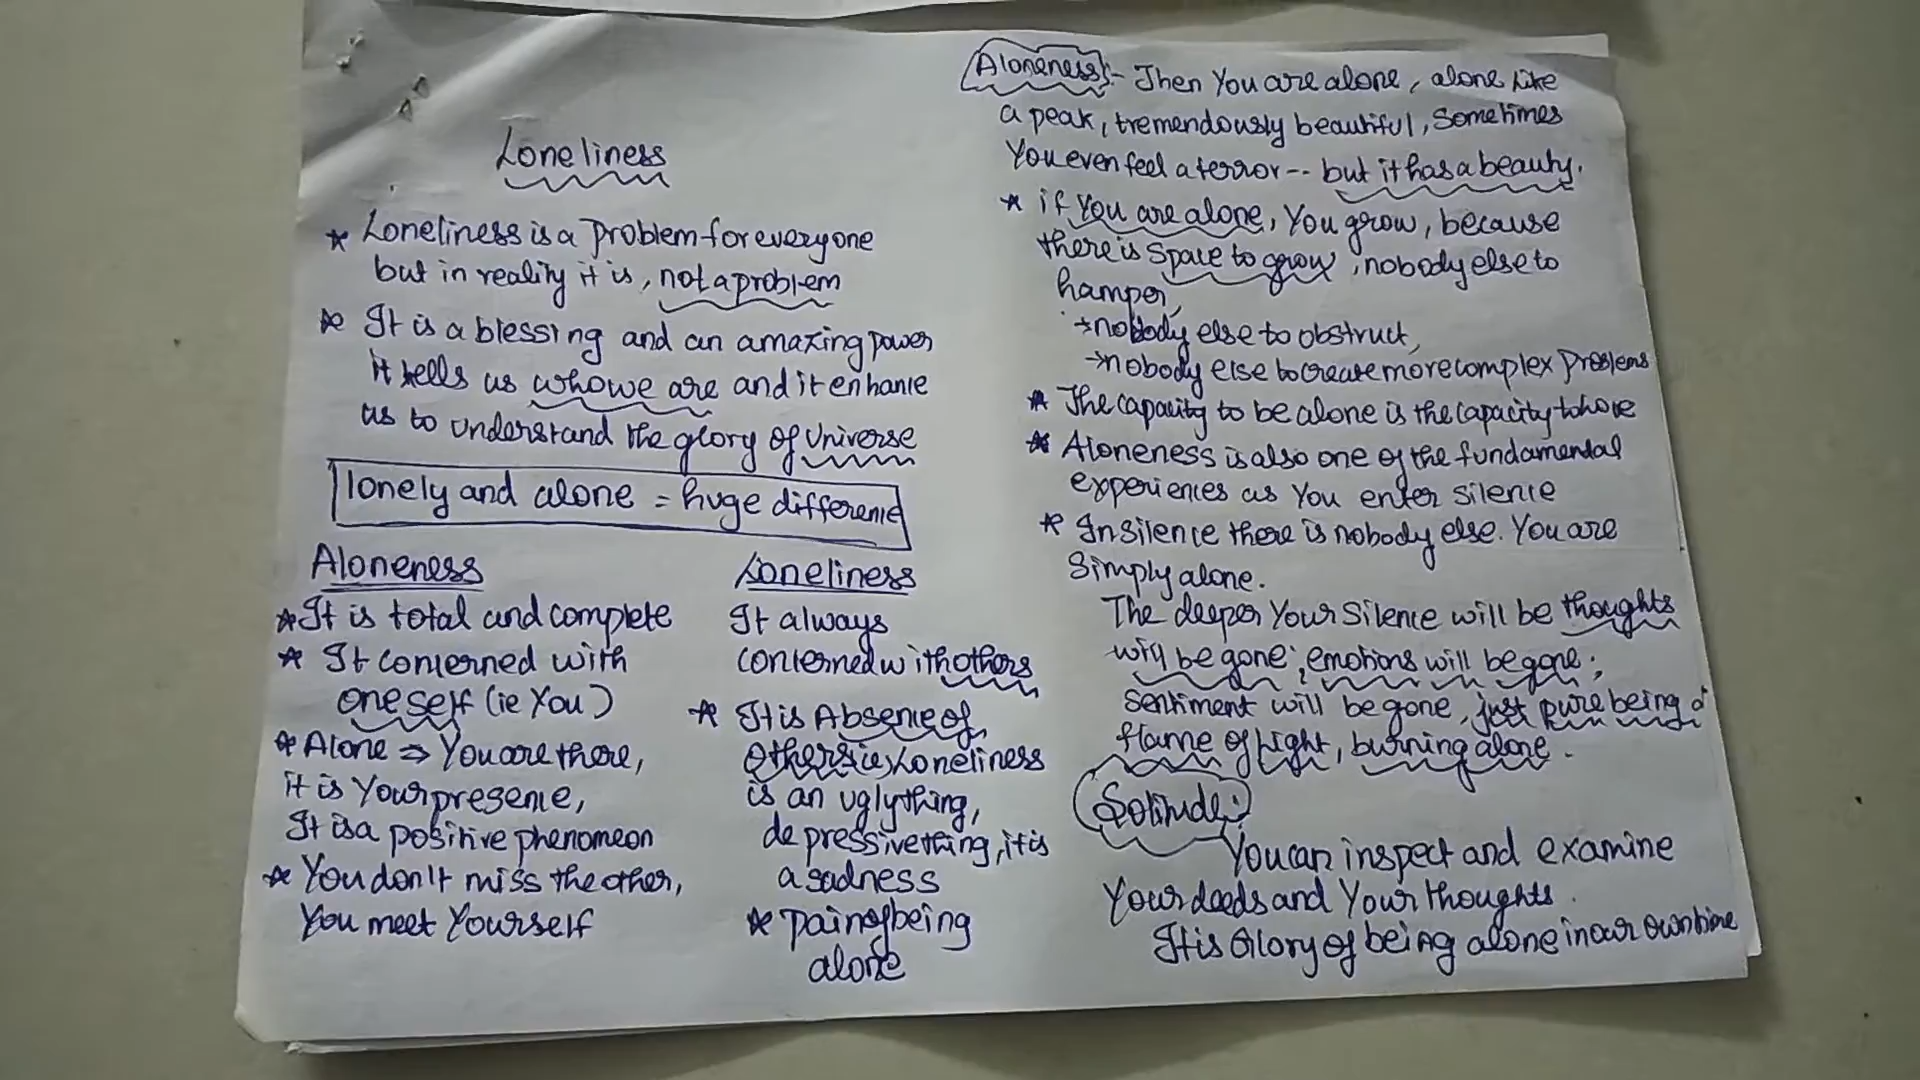 Loneliness
* Loneliness is a problem for everyone
but in reality it is, not a problem
* It is a blessing and an amazing power
it tells us who we are and it enhance
us to understand the glory of Universe
lonely and alone = huge difference
Aloneness
* It is total and complete
* It concerned with
oneself (ie You)
* Alone ⇒ You are there,
it is Your presence,
It is a positive phenomeon
* You don't miss the other,
You meet Yourself
Loneliness
It always
concerned with others
* It is Absence of
Others ie, Loneliness
is an ugly thing,
depressive thing, it is
a sadness
* pain of being
alone
Aloneness:- Then You are alone, alone like
a peak, tremendously beautiful, Sometimes
You even feel a terror -- but it has a beauty.
* if You are alone, You grow, because
there is Space to grow, nobody else to
hamper,
→ nobody else to obstruct,
→ nobody else to create more complex problems
* The capacity to be alone is the capacity to
* Aloneness is also one of the fundamental
experiences as You enter silence
* In silence there is nobody else. You are
Simply alone.
The deeper Your Silence will be thoughts
will be gone; emotions will be gone;
sentiment will be gone, just pure being a
flame of Light, burning alone.
Solitude:
You can inspect and examine
Your deeds and Your thoughts.
It is Glory of being alone in our own